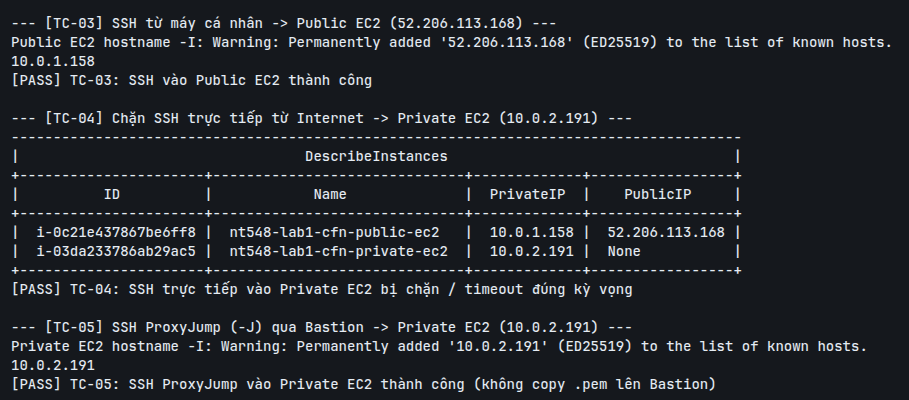 --- [TC-03] SSH từ máy cá nhân -> Public EC2 (52.206.113.168) ---
Public EC2 hostname -I: Warning: Permanently added '52.206.113.168' (ED25519) to the list of known hosts.
10.0.1.158
[PASS] TC-03: SSH vào Public EC2 thành công

--- [TC-04] Chặn SSH trực tiếp từ Internet -> Private EC2 (10.0.2.191) ---
---------------------------------------------------------------------------------------
|                                  DescribeInstances                                  |
+----------------------+------------------------------+-------------+-----------------+
|          ID          |            Name              |  PrivateIP  |    PublicIP     |
+----------------------+------------------------------+-------------+-----------------+
|  i-0c21e437867be6ff8 |  nt548-lab1-cfn-public-ec2   |  10.0.1.158 |  52.206.113.168 |
|  i-03da233786ab29ac5 |  nt548-lab1-cfn-private-ec2  |  10.0.2.191 |  None           |
+----------------------+------------------------------+-------------+-----------------+
[PASS] TC-04: SSH trực tiếp vào Private EC2 bị chặn / timeout đúng kỳ vọng

--- [TC-05] SSH ProxyJump (-J) qua Bastion -> Private EC2 (10.0.2.191) ---
Private EC2 hostname -I: Warning: Permanently added '10.0.2.191' (ED25519) to the list of known hosts.
10.0.2.191
[PASS] TC-05: SSH ProxyJump vào Private EC2 thành công (không copy .pem lên Bastion)